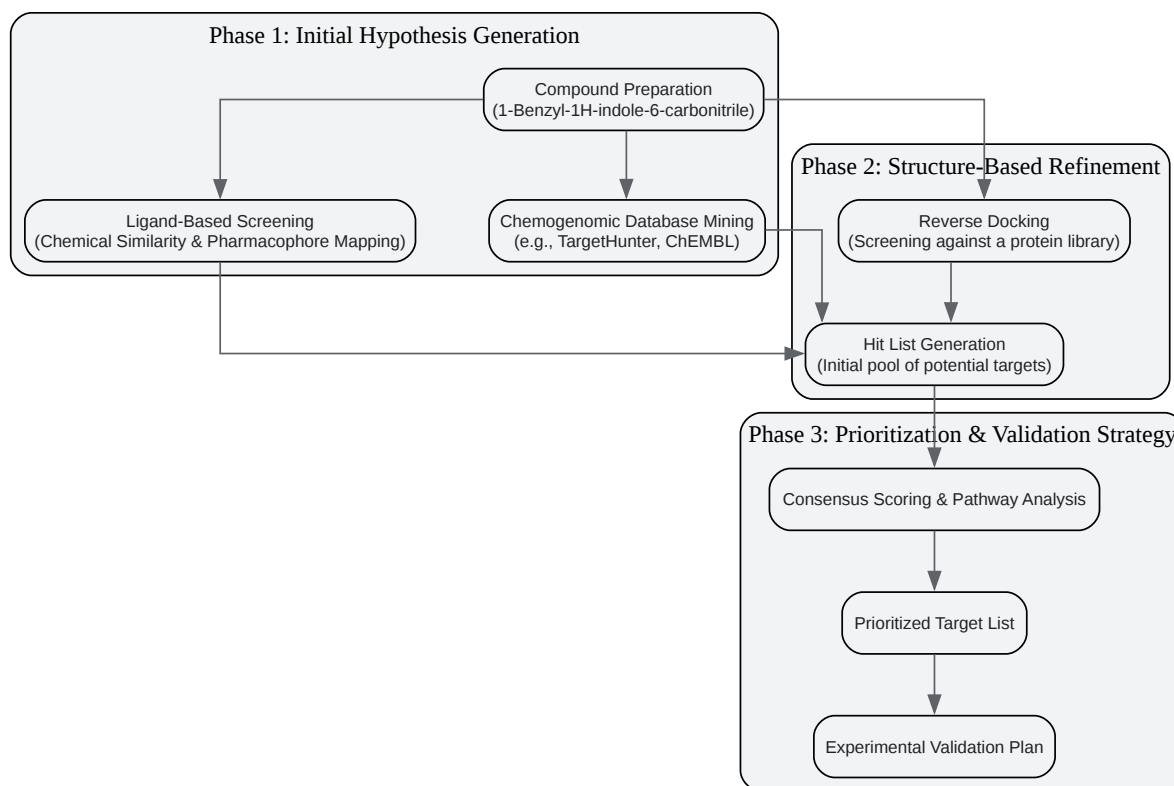 Phase 1: Initial Hypothesis Generation
Compound Preparation
(1-Benzyl-1H-indole-6-carbonitrile)
Ligand-Based Screening
(Chemical Similarity & Pharmacophore Mapping)
Chemogenomic Database Mining
(e.g., TargetHunter, ChEMBL)
Phase 2: Structure-Based Refinement
Reverse Docking
(Screening against a protein library)
Hit List Generation
(Initial pool of potential targets)
Phase 3: Prioritization & Validation Strategy
Consensus Scoring & Pathway Analysis
Prioritized Target List
Experimental Validation Plan